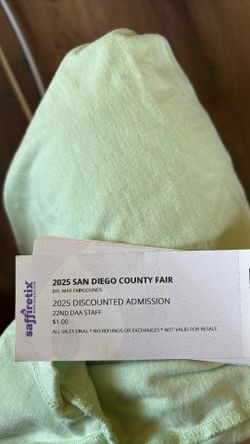 saffiretix
2025 SAN DIEGO COUNTY FAIR
DEL MAR FAIRGOUNDS
2025 DISCOUNTED ADMISSION
22ND DAA STAFF
$1.00
ALL SALES FINAL * NO REFUNDS OR EXCHANGES * NOT VALID FOR RESALE